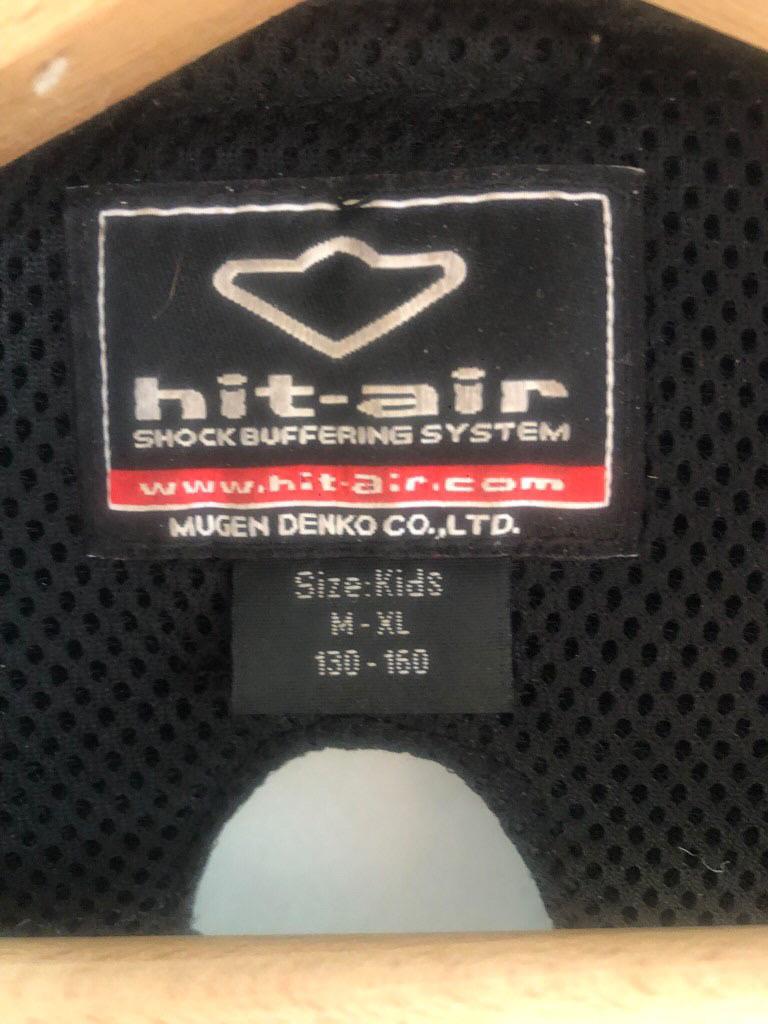 hit-air
SHOCK BUFFERING SYSTEM
www.hit-air.com
MUGEN DENKO CO.,LTD.
Size:Kids
M-XL
130-160